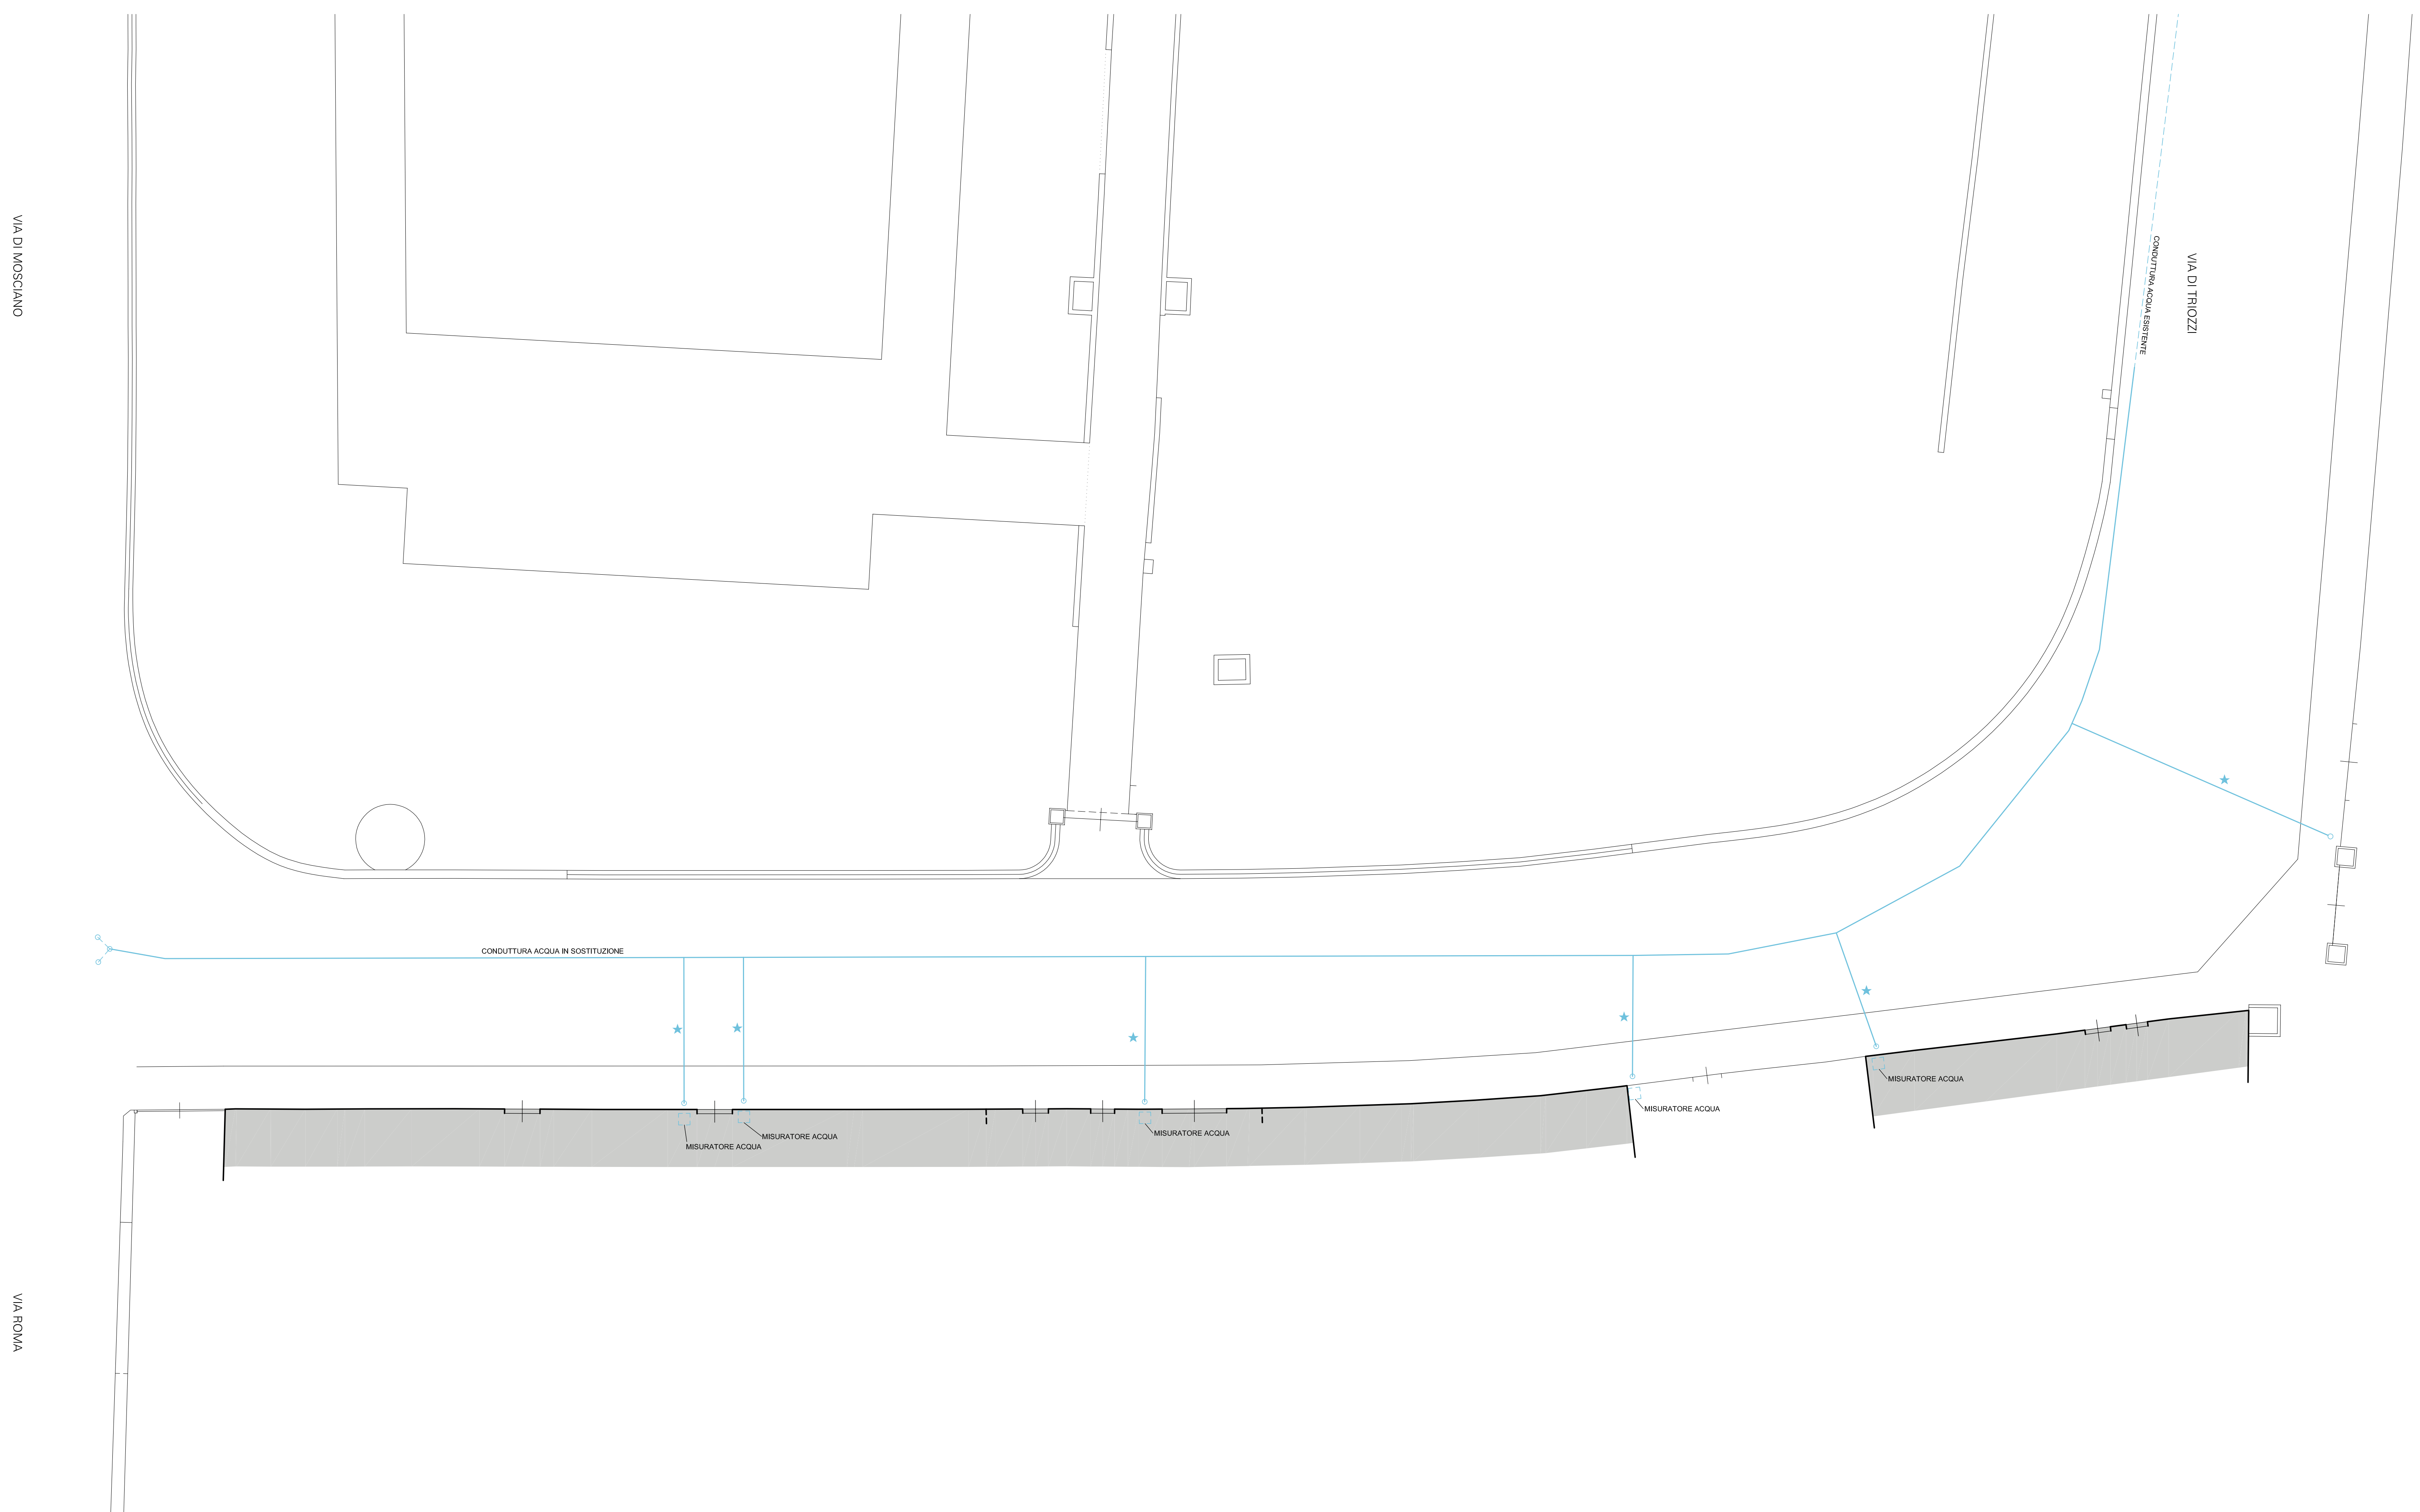 VIA DI MOSCIANO
CONDUTTURA ACQUA ESISTENTE
VIA DI TRIOZZI
CONDUTTURA ACQUA IN SOSTITUZIONE
MISURATORE ACQUA
MISURATORE ACQUA
MISURATORE ACQUA
MISURATORE ACQUA
MISURATORE ACQUA
VIA ROMA